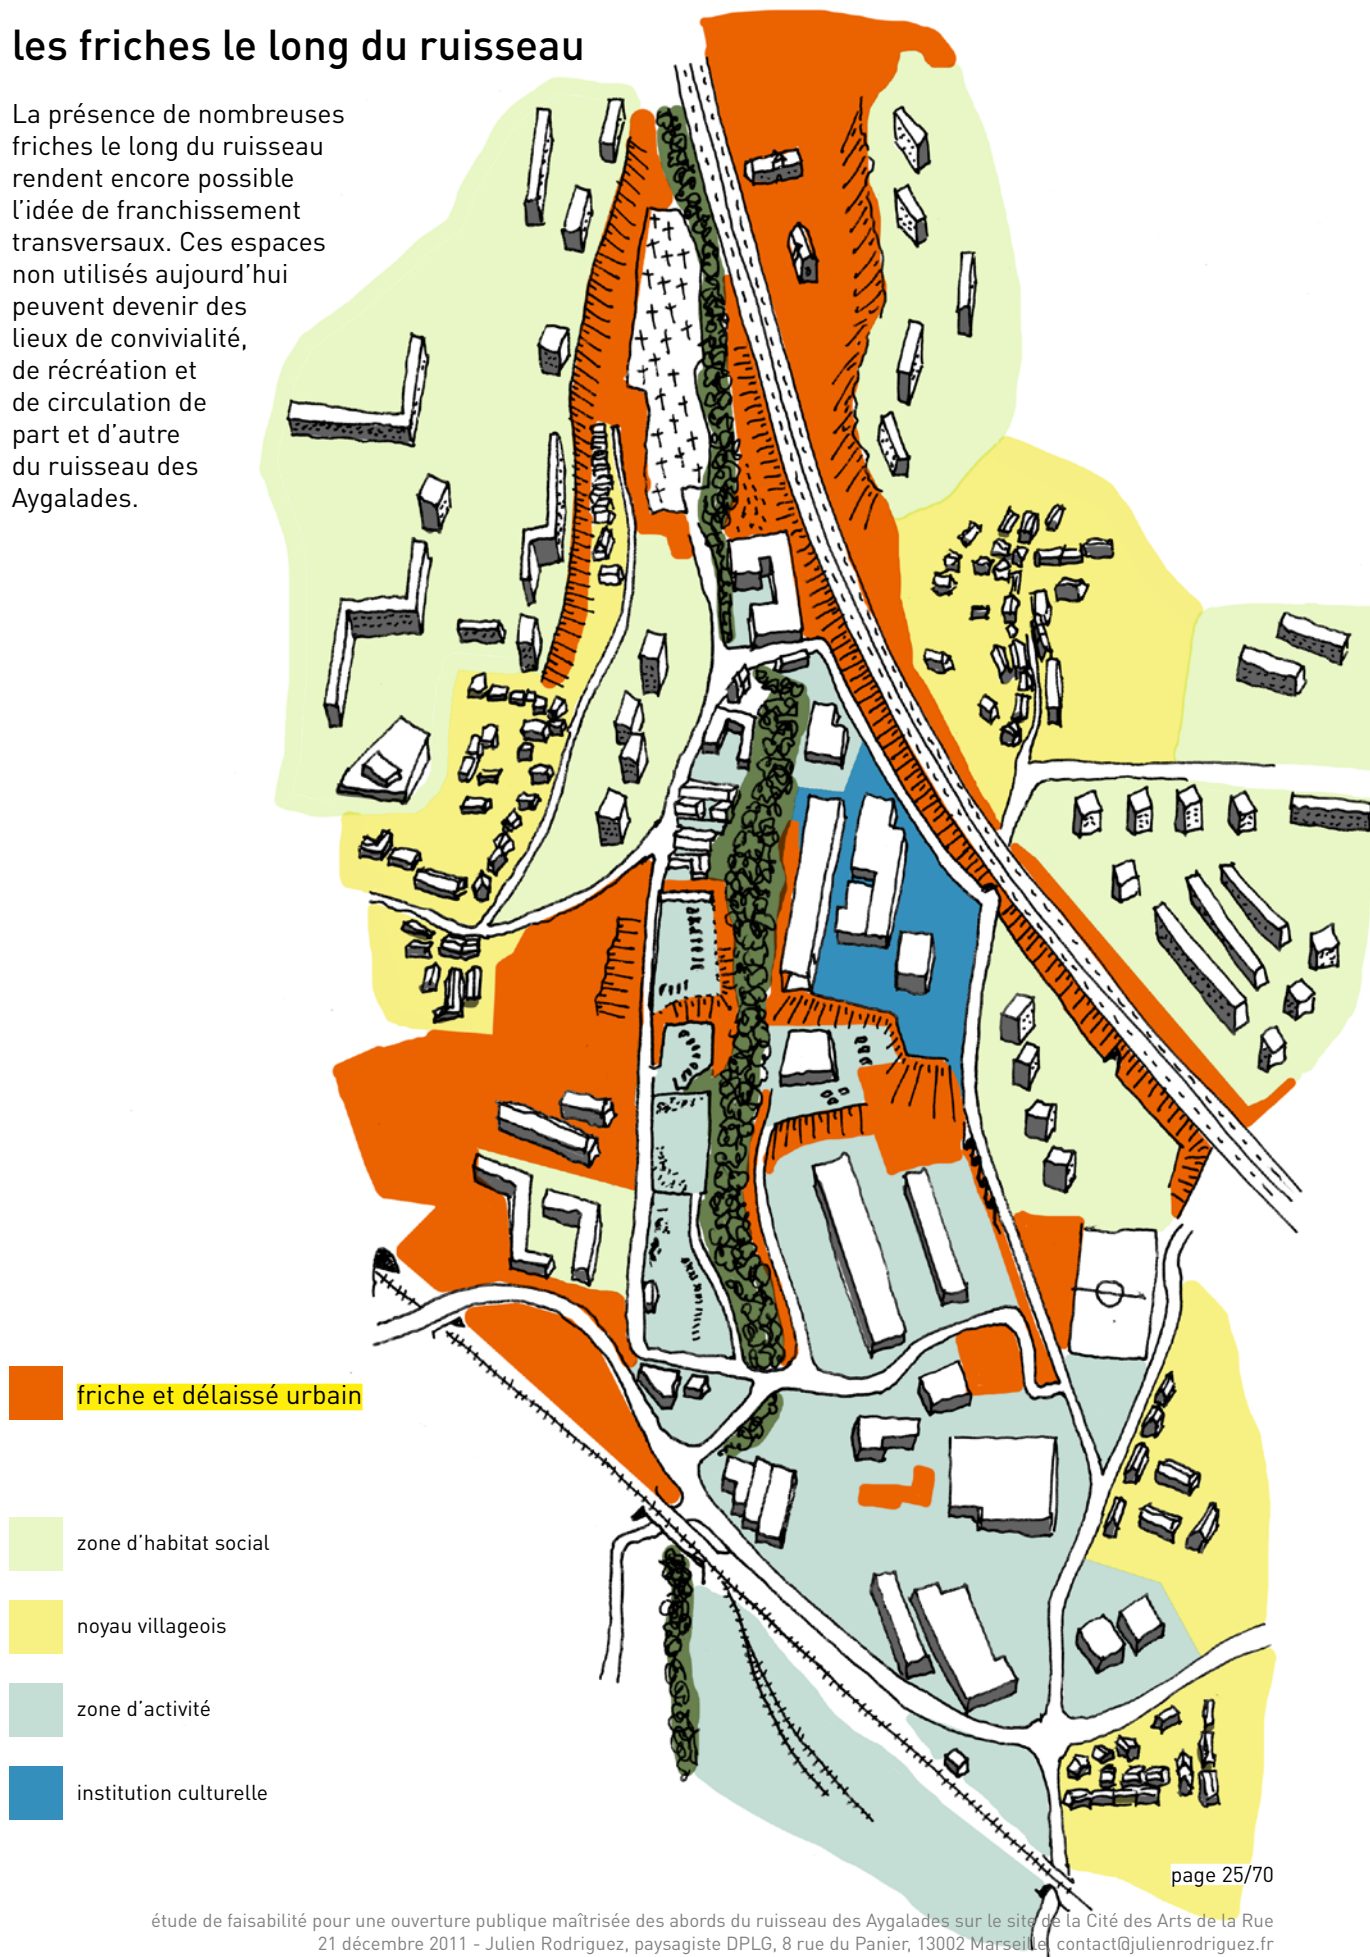 les friches le long du ruisseau
La présence de nombreuses
friches le long du ruisseau
rendent encore possible
l'idée de franchissement
transversaux. Ces espaces
non utilisés aujourd'hui
peuvent devenir des
lieux de convivialité,
de récréation et
de circulation de
part et d'autre
du ruisseau des
Aygalades.
friche et délaissé urbain
zone d'habitat social
noyau villageois
zone d'activité
institution culturelle
page 25/70
étude de faisabilité pour une ouverture publique maîtrisée des abords du ruisseau des Aygalades sur le site de la Cité des Arts de la Rue
21 décembre 2011 - Julien Rodriguez, paysagiste DPLG, 8 rue du Panier, 13002 Marseille, contact@julienrodriguez.fr